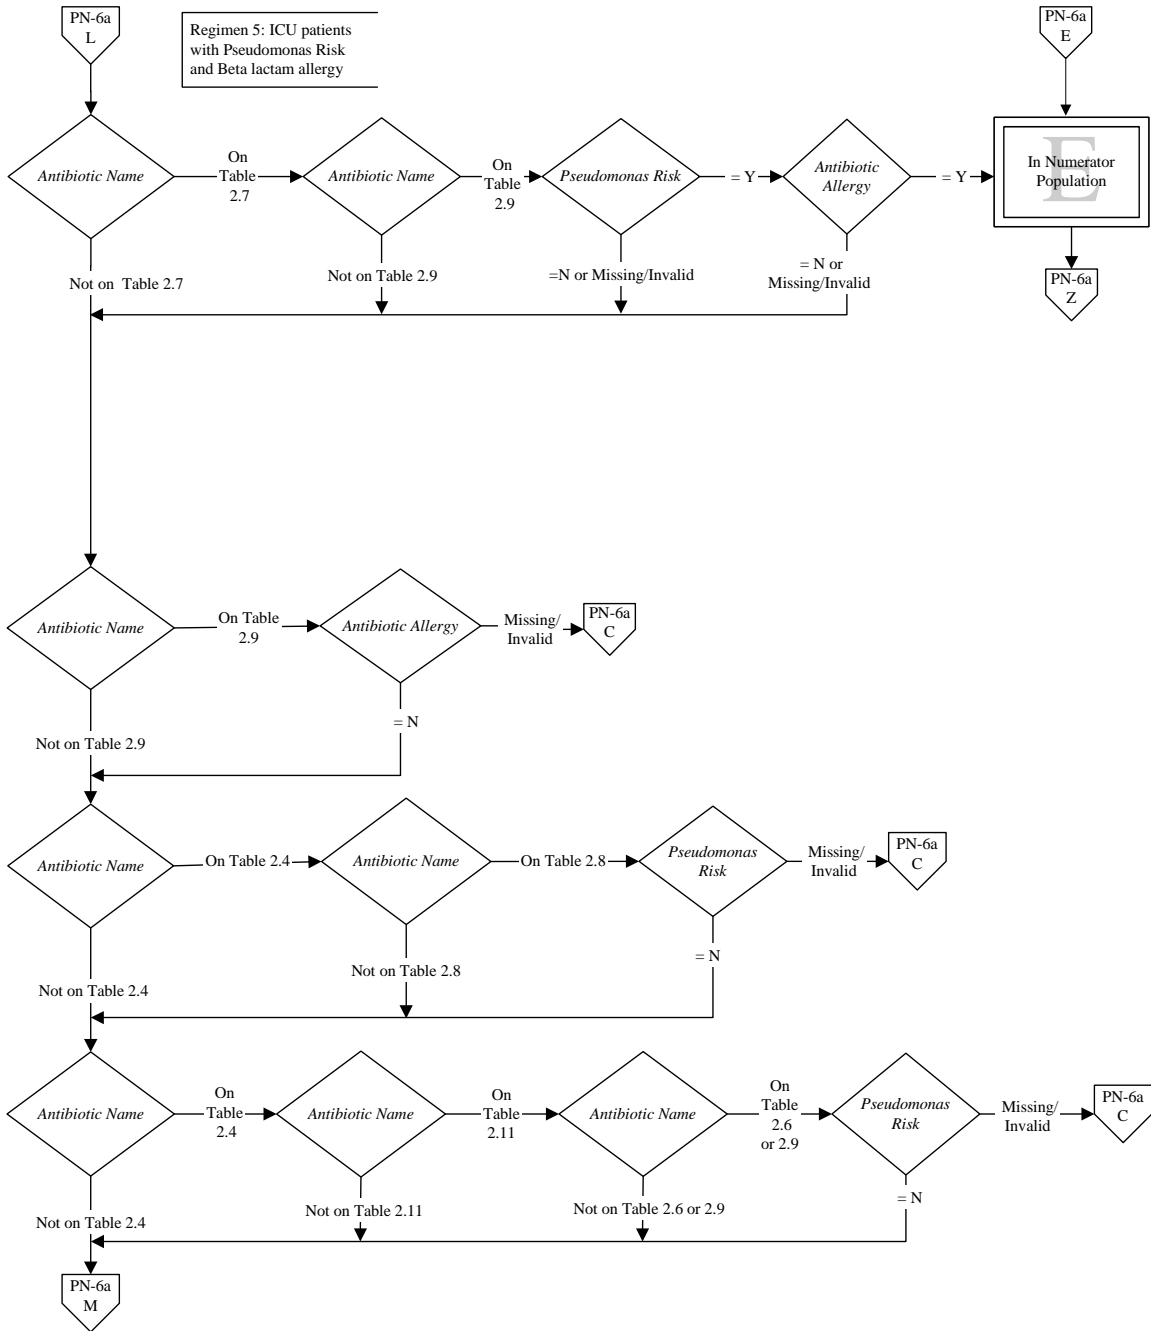 PN-6a
L
Regimen 5: ICU patients
with Pseudomonas Risk
and Beta lactam allergy
PN-6a
E
Antibiotic Name
On
Table
2.7
Antibiotic Name
On
Table
2.9
Pseudomonas Risk
= Y
Antibiotic
Allergy
= Y
E
In Numerator
Population
Not on Table 2.7
Not on Table 2.9
=N or Missing/Invalid
= N or
Missing/Invalid
PN-6a
Z
Antibiotic Name
On Table
2.9
Antibiotic Allergy
Missing/
Invalid
PN-6a
C
= N
Not on Table 2.9
Antibiotic Name
On Table 2.4
Antibiotic Name
On Table 2.8
Pseudomonas
Risk
Missing/
Invalid
PN-6a
C
Not on Table 2.4
Not on Table 2.8
= N
Antibiotic Name
On
Table
2.4
Antibiotic Name
On
Table
2.11
Antibiotic Name
On
Table
2.6
or 2.9
Pseudomonas
Risk
Missing/
Invalid
PN-6a
C
Not on Table 2.4
Not on Table 2.11
Not on Table 2.6 or 2.9
= N
PN-6a
M